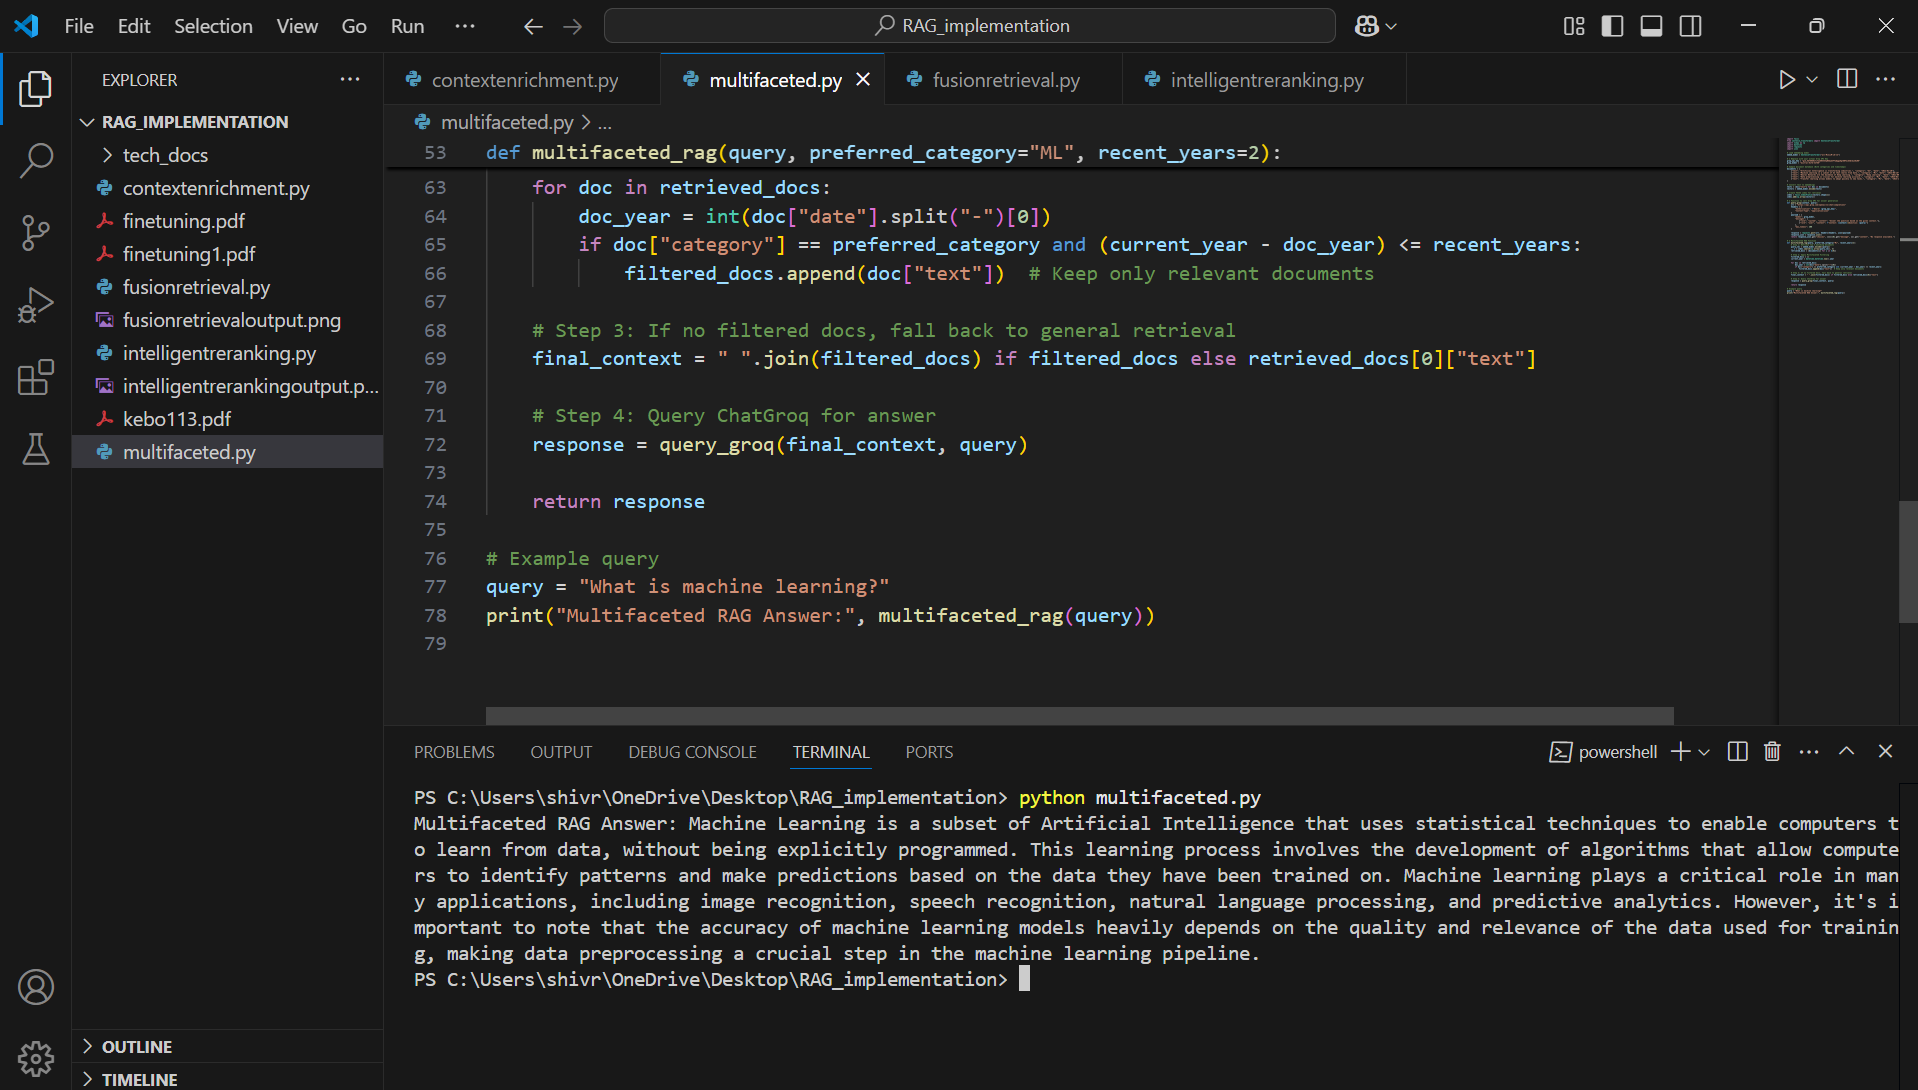 File Edit Selection View Go Run ··· RAG_implementation
EXPLORER ···
RAG_IMPLEMENTATION
tech_docs
contextenrichment.py
finetuning.pdf
finetuning1.pdf
fusionretrieval.py
fusionretrievaloutput.png
intelligentreranking.py
intelligentrerankingoutput.p...
kebo113.pdf
multifaceted.py
OUTLINE
TIMELINE
contextenrichment.py multifaceted.py fusionretrieval.py intelligentreranking.py
multifaceted.py > ...
53 def multifaceted_rag(query, preferred_category="ML", recent_years=2):
63 for doc in retrieved_docs:
64 doc_year = int(doc["date"].split("-")[0])
65 if doc["category"] == preferred_category and (current_year - doc_year) <= recent_years:
66 filtered_docs.append(doc["text"]) # Keep only relevant documents
67
68 # Step 3: If no filtered docs, fall back to general retrieval
69 final_context = " ".join(filtered_docs) if filtered_docs else retrieved_docs[0]["text"]
70
71 # Step 4: Query ChatGroq for answer
72 response = query_groq(final_context, query)
73
74 return response
75
76 # Example query
77 query = "What is machine learning?"
78 print("Multifaceted RAG Answer:", multifaceted_rag(query))
79
PROBLEMS OUTPUT DEBUG CONSOLE TERMINAL PORTS powershell
PS C:\Users\shivr\OneDrive\Desktop\RAG_implementation> python multifaceted.py
Multifaceted RAG Answer: Machine Learning is a subset of Artificial Intelligence that uses statistical techniques to enable computers t
o learn from data, without being explicitly programmed. This learning process involves the development of algorithms that allow compute
rs to identify patterns and make predictions based on the data they have been trained on. Machine learning plays a critical role in man
y applications, including image recognition, speech recognition, natural language processing, and predictive analytics. However, it's i
mportant to note that the accuracy of machine learning models heavily depends on the quality and relevance of the data used for trainin
g, making data preprocessing a crucial step in the machine learning pipeline.
PS C:\Users\shivr\OneDrive\Desktop\RAG_implementation>